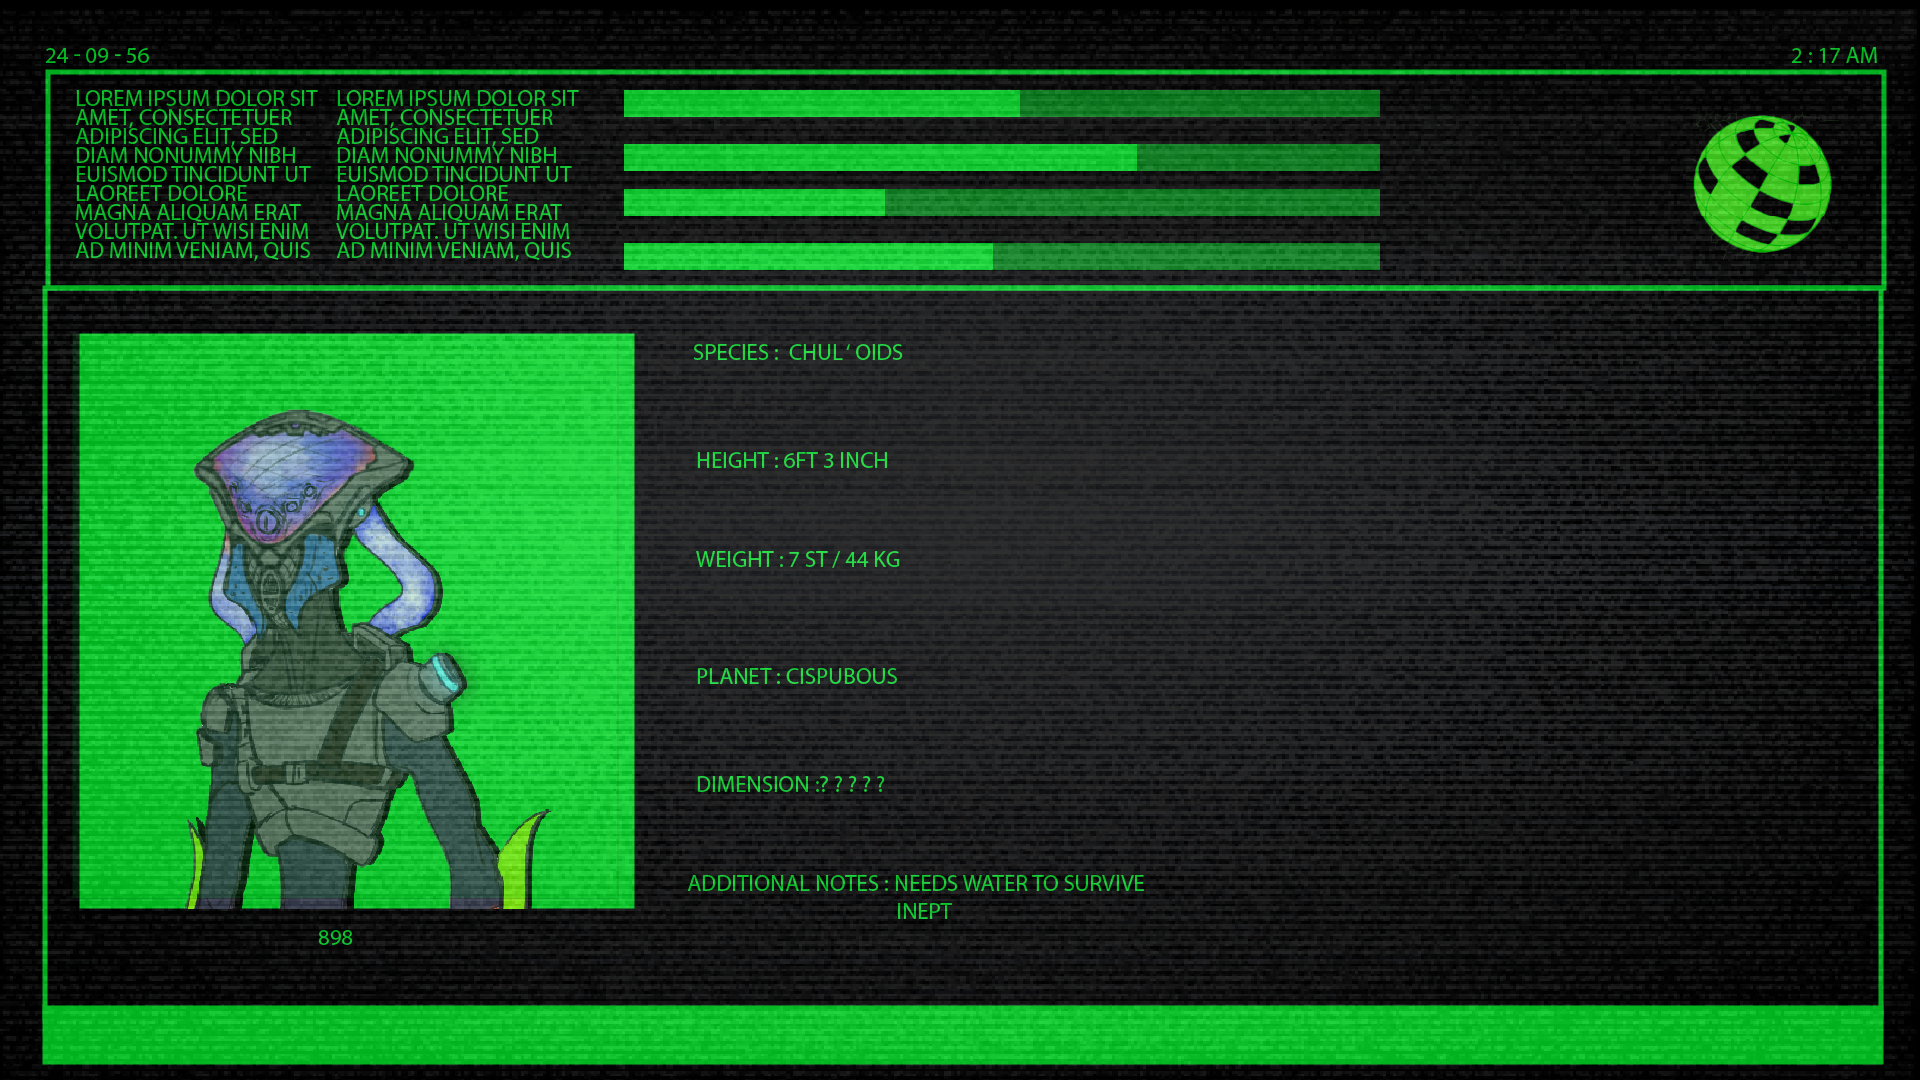 24 - 09 - 56
2 : 17 AM
LOREM IPSUM DOLOR SIT
AMET, CONSECTETUER
ADIPISCING ELIT, SED
DIAM NONUMMY NIBH
EUISMOD TINCIDUNT UT
LAOREET DOLORE
MAGNA ALIQUAM ERAT
VOLUTPAT. UT WISI ENIM
AD MINIM VENIAM, QUIS
LOREM IPSUM DOLOR SIT
AMET, CONSECTETUER
ADIPISCING ELIT, SED
DIAM NONUMMY NIBH
EUISMOD TINCIDUNT UT
LAOREET DOLORE
MAGNA ALIQUAM ERAT
VOLUTPAT. UT WISI ENIM
AD MINIM VENIAM, QUIS
898
SPECIES : CHUL ‘ OIDS
HEIGHT : 6FT 3 INCH
WEIGHT : 7 ST / 44 KG
PLANET : CISPUBOUS
DIMENSION :? ? ? ? ?
ADDITIONAL NOTES : NEEDS WATER TO SURVIVE
INEPT